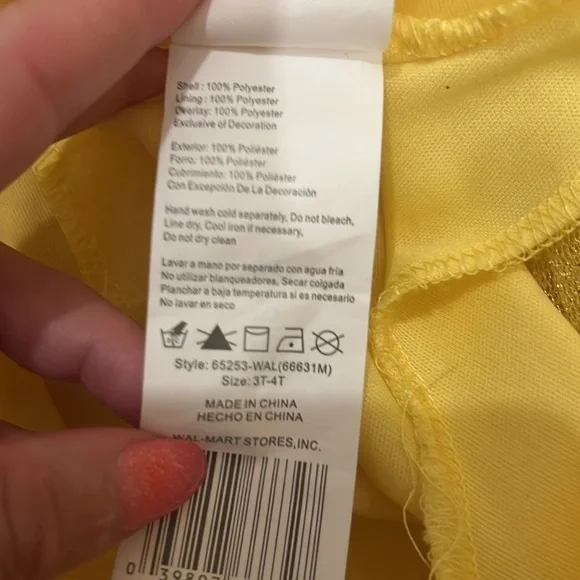 Shell : 100% Polyester
Lining : 100% Polyester
Overlay: 100% Polyester
Exclusive of Decoration
Exterior: 100% Poliéster
Forro: 100% Poliéster
Cubrimiento: 100% Poliéster
Con Excepción De La Decoración
Hand wash cold separately, Do not bleach,
Line dry, Cool iron if necessary,
Do not dry clean
Lavar a mano por separado con agua fría
No utilizar blanqueadores, Secar colgada
Planchar a baja temperatura si es necesario
No lavar en seco
Style: 65253-WAL(66631M)
Size: 3T-4T
MADE IN CHINA
HECHO EN CHINA
WAL-MART STORES,INC.
0 39897